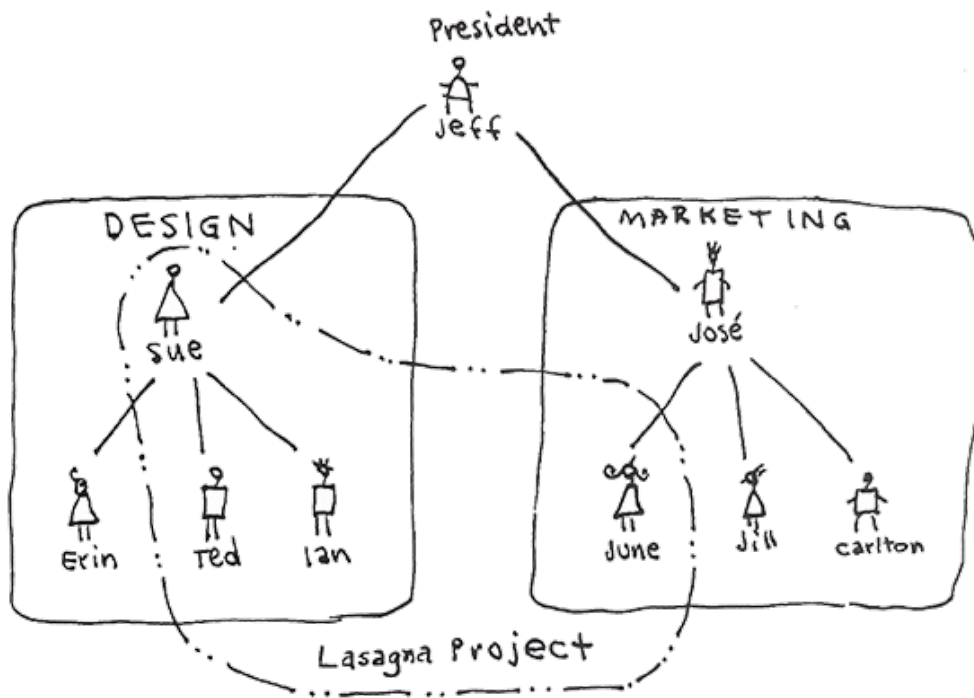 President
Jeff
DESIGN
MARKETING
Sue
José
Erin
Ted
Ian
June
Jill
Carlton
Lasagna Project